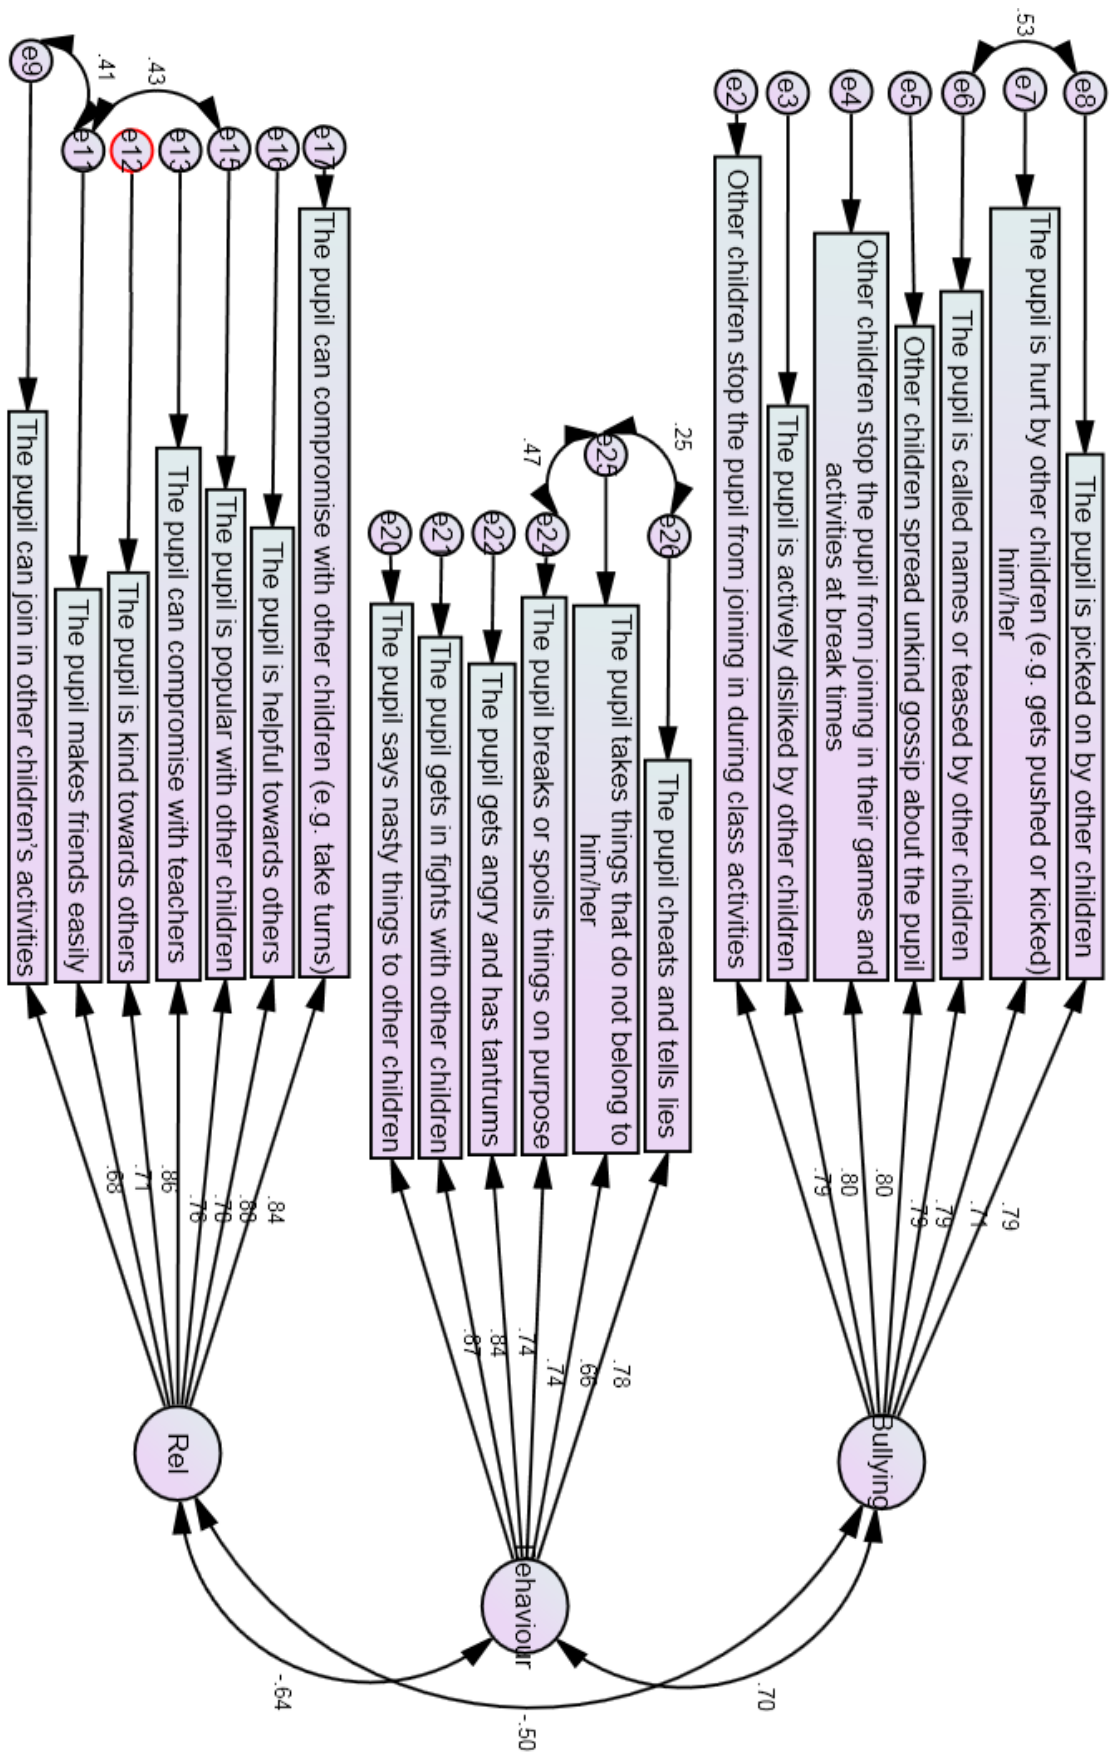 .53
e8
The pupil is picked on by other children
.79
e7
The pupil is hurt by other children (e.g. gets pushed or kicked)
him/her
.71
e6
The pupil is called names or teased by other children
.79
e5
Other children spread unkind gossip about the pupil
.79
e4
Other children stop the pupil from joining in their games and
activities at break times
.80
e3
The pupil is actively disliked by other children
.80
e2
Other children stop the pupil from joining in during class activities
.79
Bullying
.70
.25
e26
The pupil cheats and tells lies
.78
e25
The pupil takes things that do not belong to
him/her
.66
.47
e24
The pupil breaks or spoils things on purpose
.74
e22
The pupil gets angry and has tantrums
.74
e21
The pupil gets in fights with other children
.84
e20
The pupil says nasty things to other children
Behaviour
-.50
e17
The pupil can compromise with other children (e.g. take turns)
.84
e16
The pupil is helpful towards others
e15
The pupil is popular with other children
e13
The pupil can compromise with teachers
.76
e12
The pupil is kind towards others
.86
e11
The pupil makes friends easily
.71
e9
The pupil can join in other children's activities
.68
.43
.41
Rel
-.64